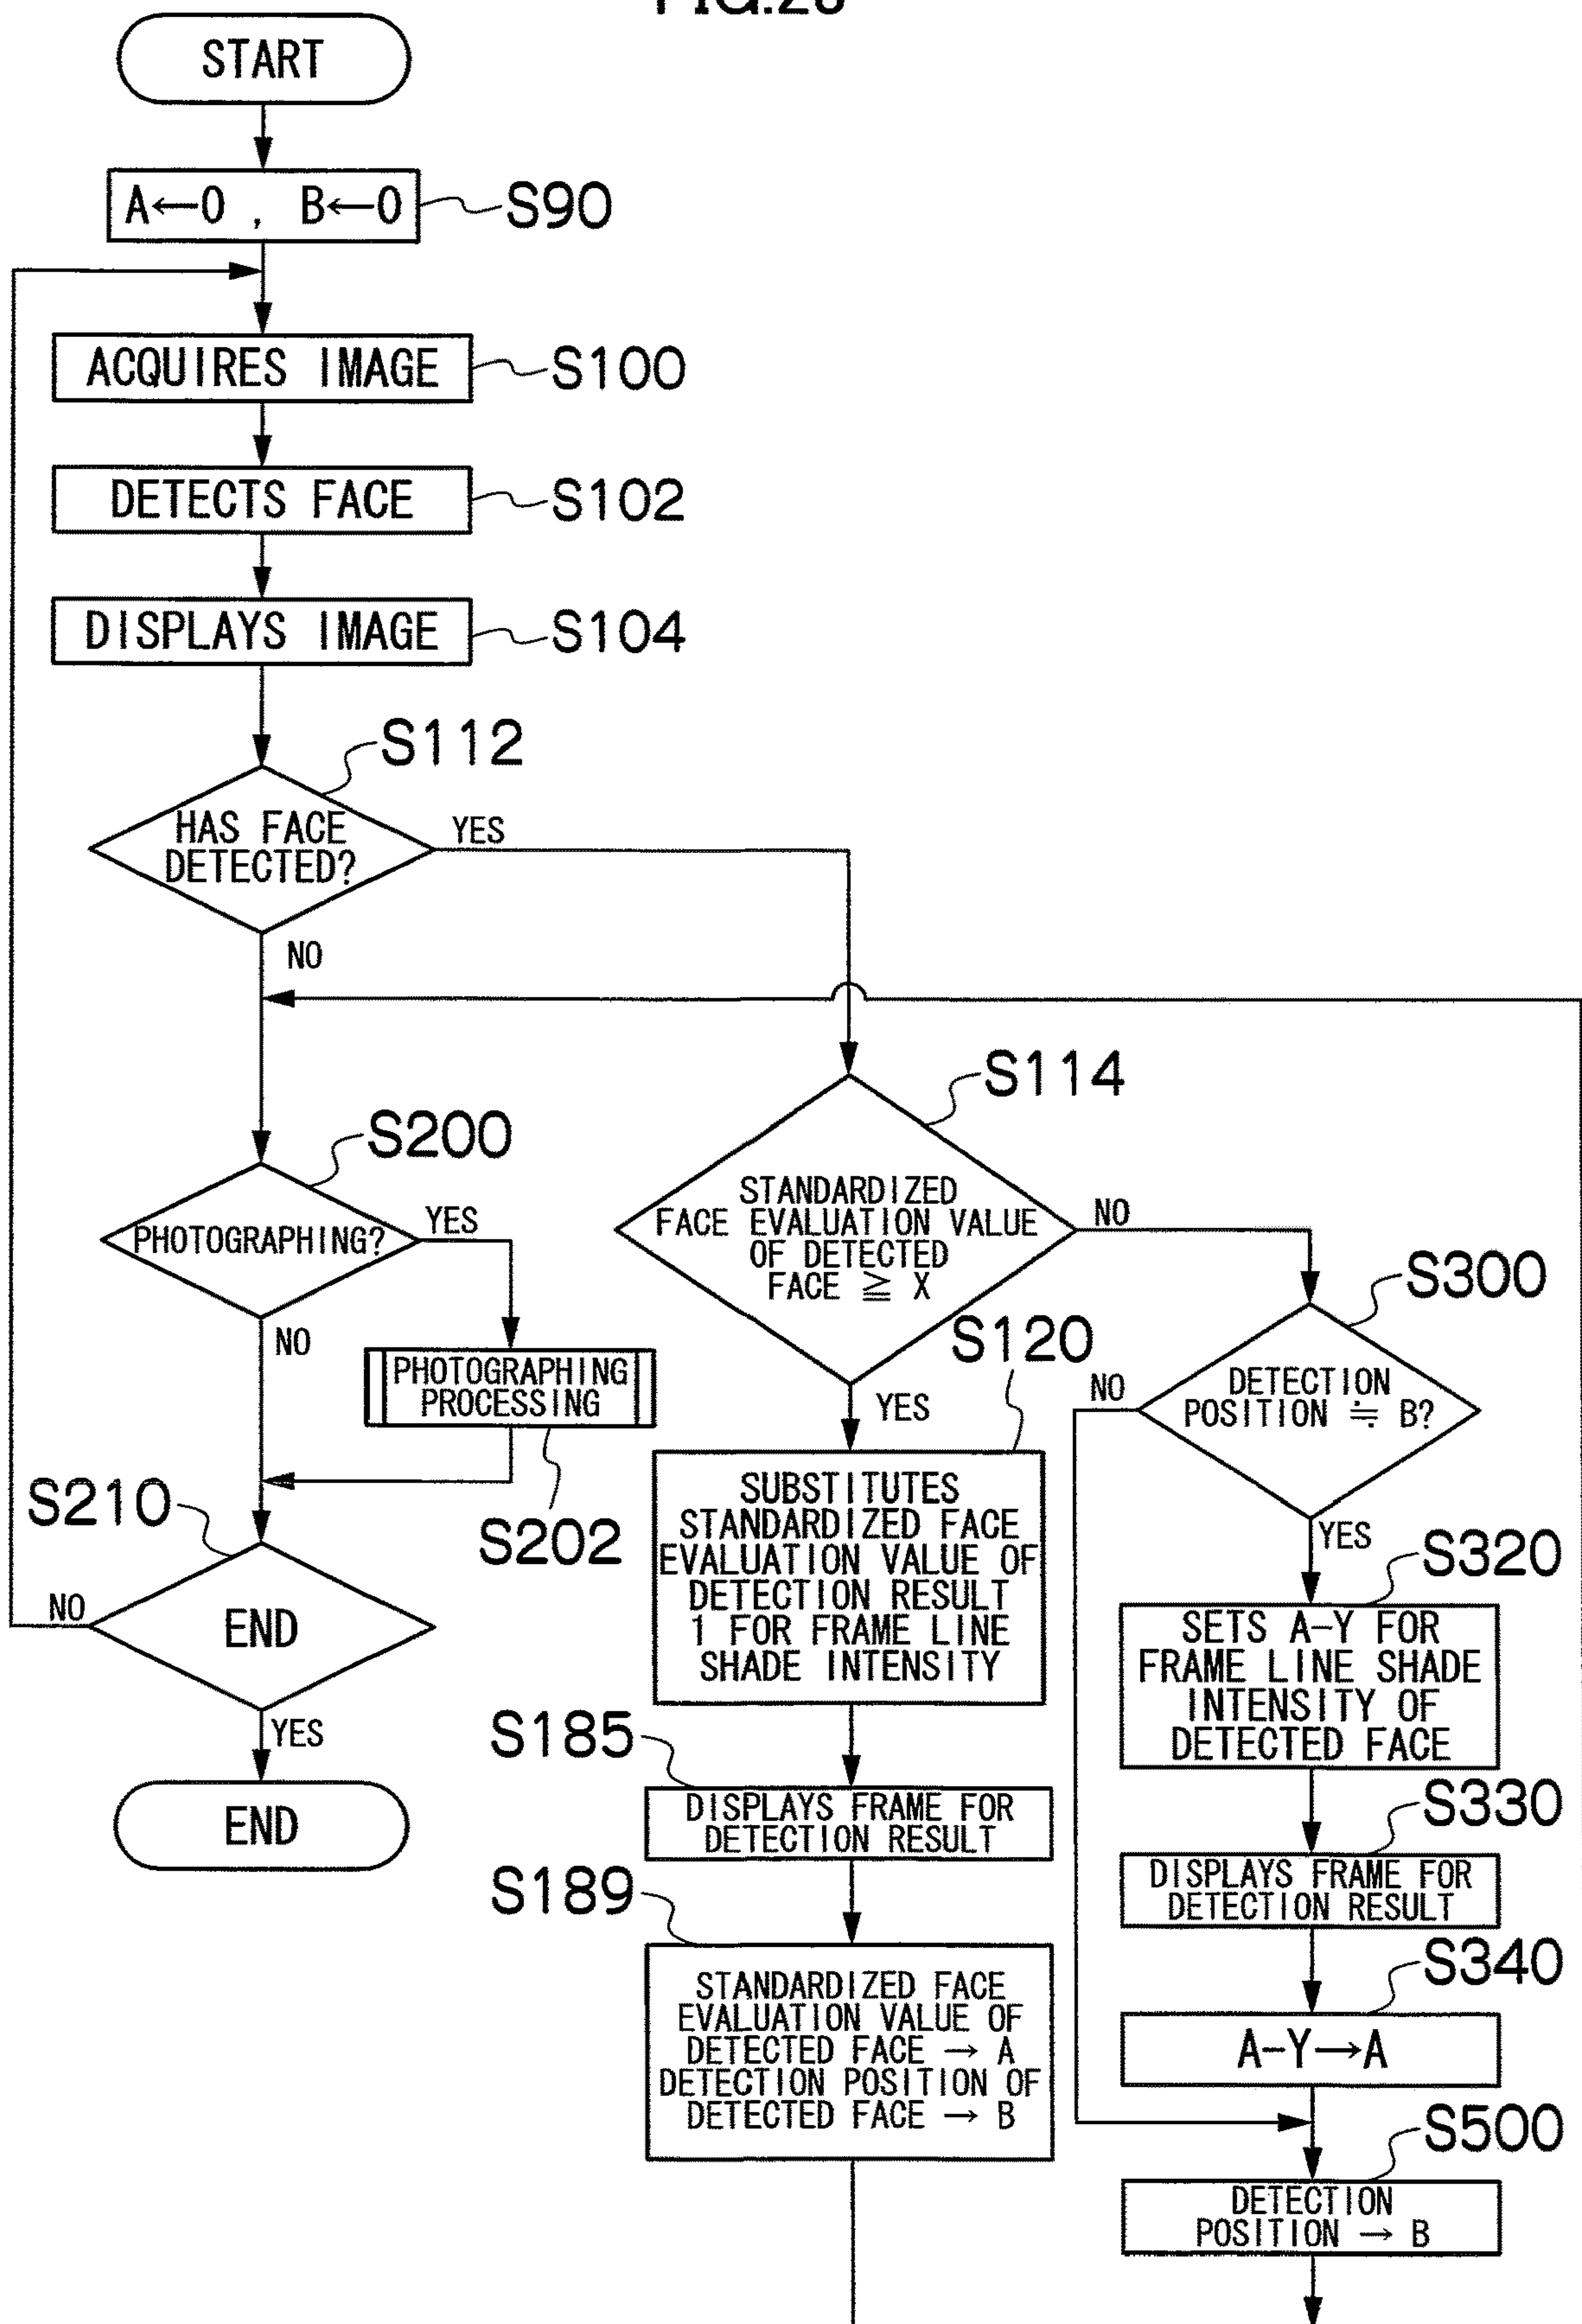 START
A←0 , B←0
S90
ACQUIRES IMAGE
S100
DETECTS FACE
S102
DISPLAYS IMAGE
S104
S112
HAS FACE
DETECTED?
YES
NO
S200
PHOTOGRAPHING?
YES
NO
PHOTOGRAPHING
PROCESSING
S202
S210
END
NO
YES
END
S114
STANDARDIZED
FACE EVALUATION VALUE
OF DETECTED
FACE ≧ X
NO
YES
S120
SUBSTITUTES
STANDARDIZED FACE
EVALUATION VALUE OF
DETECTION RESULT
1 FOR FRAME LINE
SHADE INTENSITY
S185
DISPLAYS FRAME FOR
DETECTION RESULT
S189
STANDARDIZED FACE
EVALUATION VALUE OF
DETECTED FACE → A
DETECTION POSITION OF
DETECTED FACE → B
S300
DETECTION
POSITION ≒ B?
NO
YES
S320
SETS A-Y FOR
FRAME LINE SHADE
INTENSITY OF
DETECTED FACE
S330
DISPLAYS FRAME FOR
DETECTION RESULT
S340
A-Y→A
S500
DETECTION
POSITION → B